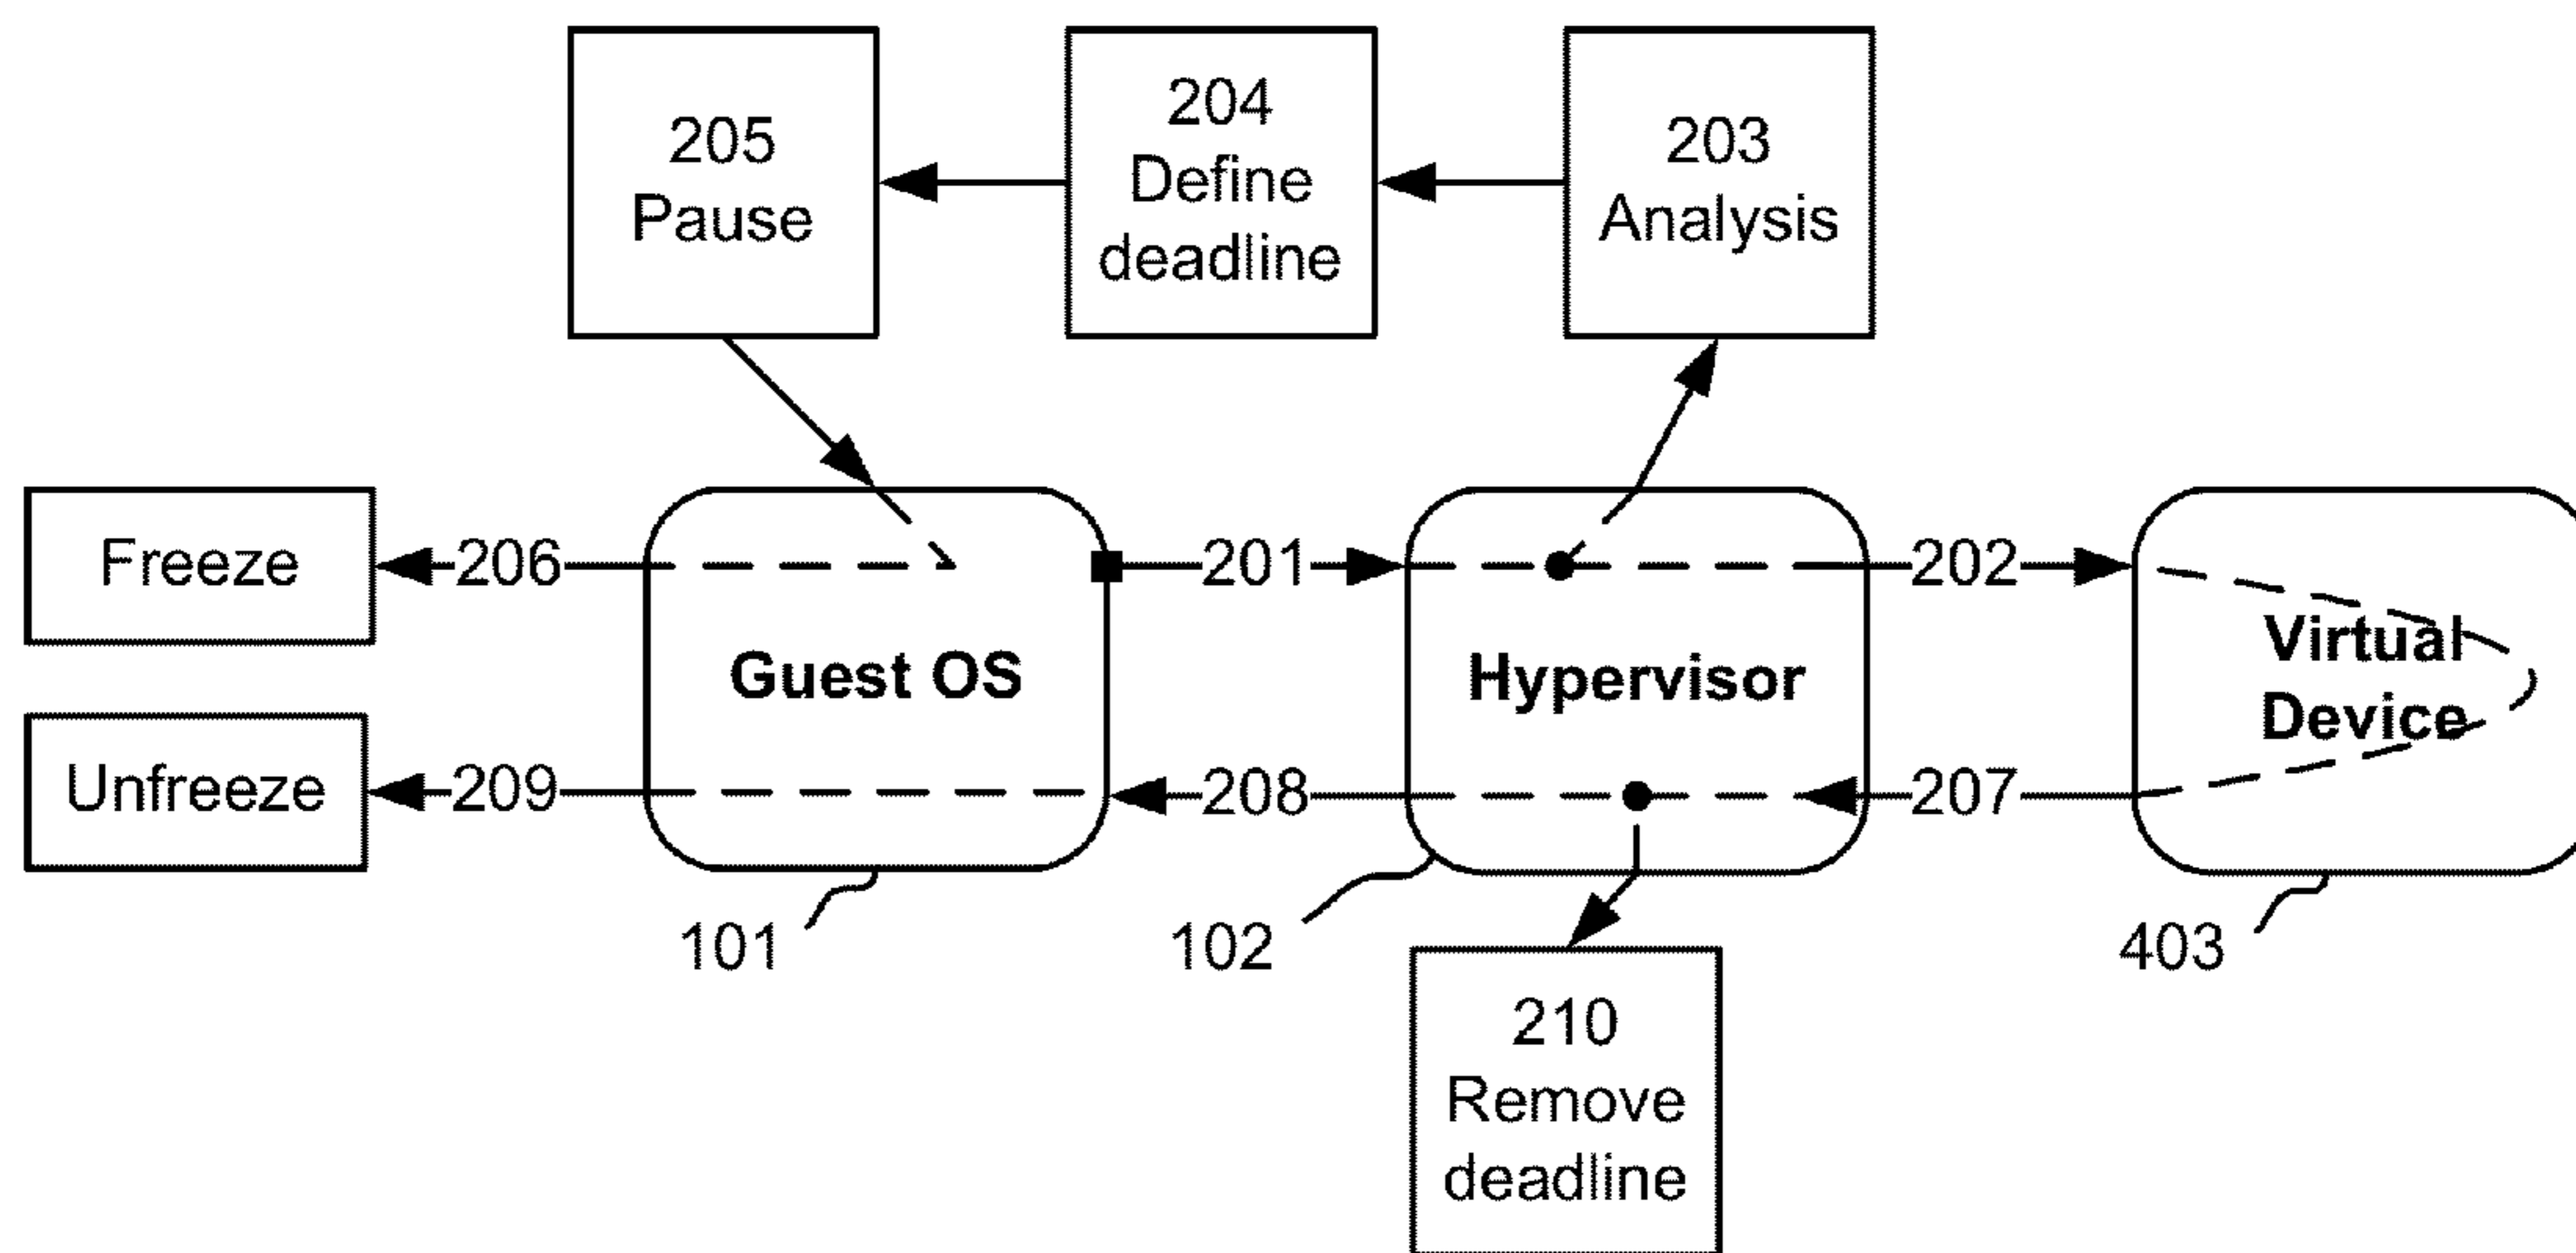 205
Pause
204
Define
deadline
203
Analysis
Freeze
206
201
202
Guest OS
Hypervisor
Virtual
Device
Unfreeze
209
208
207
101
102
403
210
Remove
deadline